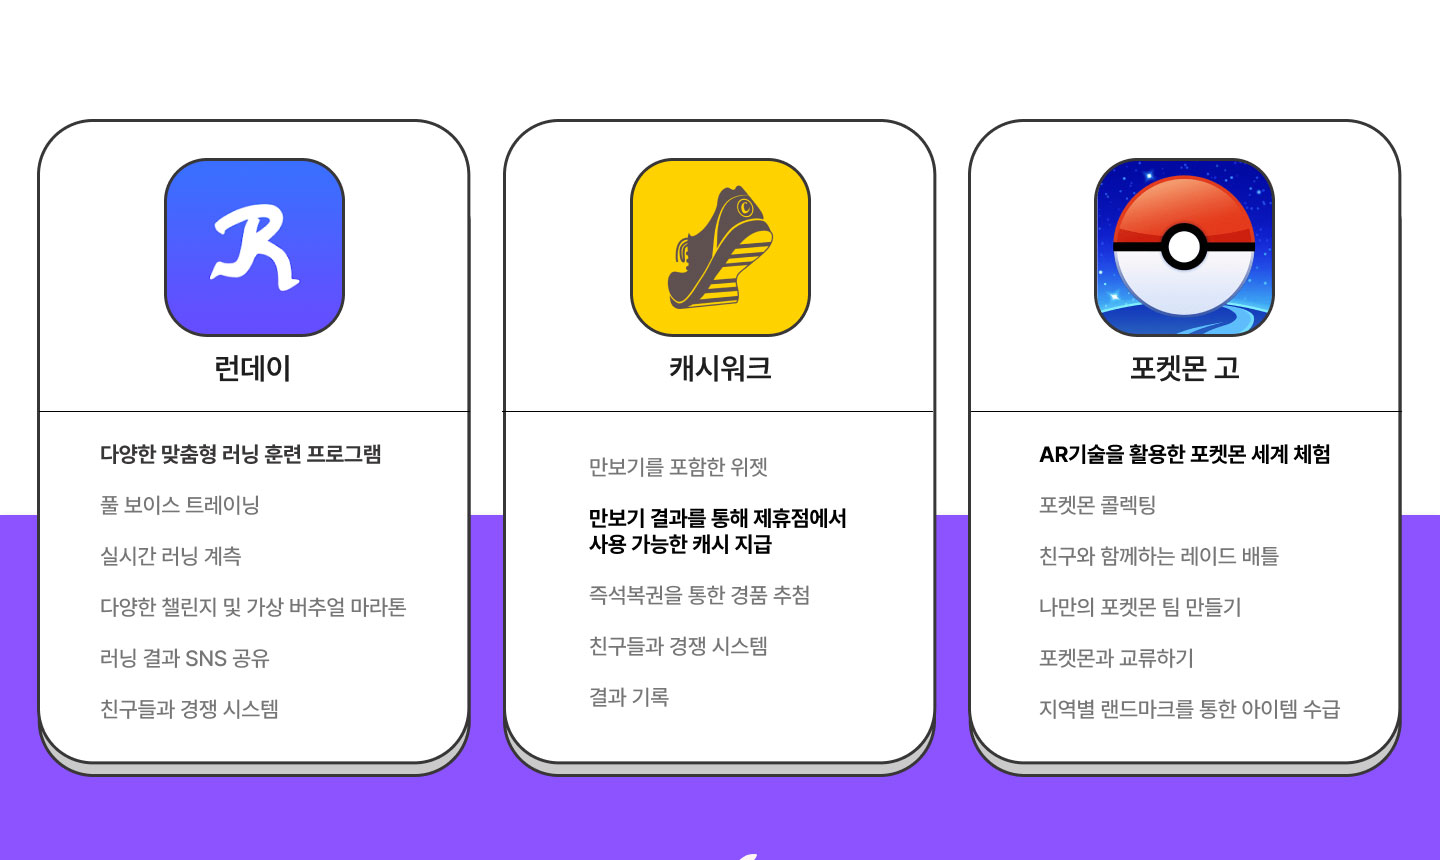 런데이
다양한 맞춤형 러닝 훈련 프로그램
풀 보이스 트레이닝
실시간 러닝 계측
다양한 챌린지 및 가상 버추얼 마라톤
러닝 결과 SNS 공유
친구들과 경쟁 시스템
캐시워크
만보기를 포함한 위젯
만보기 결과를 통해 제휴점에서
사용 가능한 캐시 지급
즉석복권을 통한 경품 추첨
친구들과 경쟁 시스템
결과 기록
포켓몬 고
AR기술을 활용한 포켓몬 세계 체험
포켓몬 콜렉팅
친구와 함께하는 레이드 배틀
나만의 포켓몬 팀 만들기
포켓몬과 교류하기
지역별 랜드마크를 통한 아이템 수급